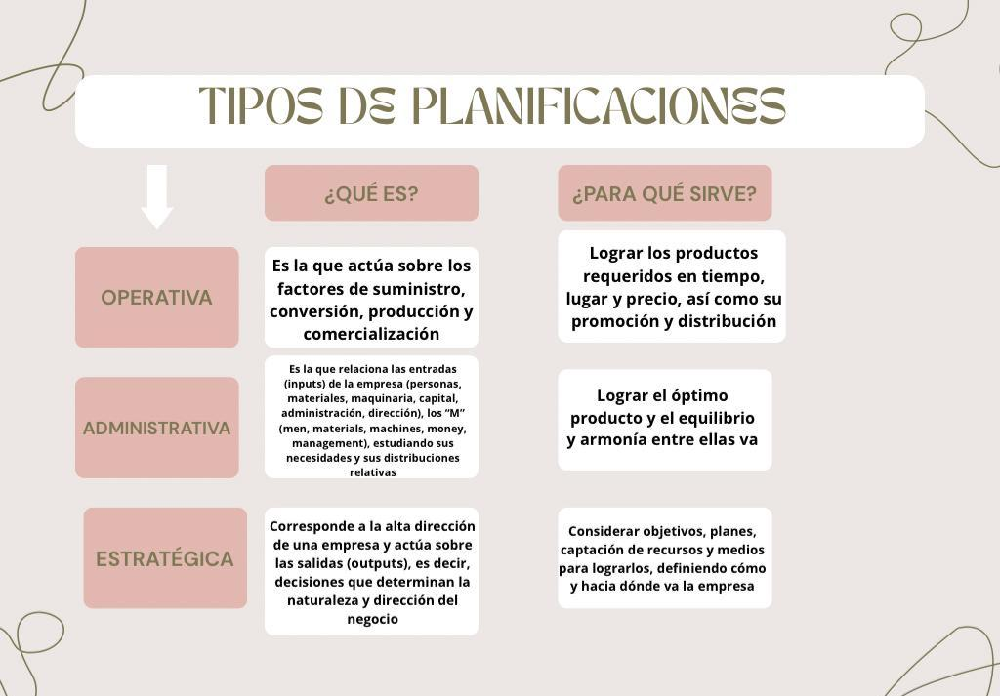 TIPOS DE PLANIFICACIONES
¿QUÉ ES?
¿PARA QUÉ SIRVE?
OPERATIVA
Es la que actúa sobre los
factores de suministro,
conversión, producción y
comercialización
Lograr los productos
requeridos en tiempo,
lugar y precio, así como su
promoción y distribución
ADMINISTRATIVA
Es la que relaciona las entradas
(inputs) de la empresa (personas,
materiales, maquinaria, capital,
administración, dirección), los “M”
(men, materials, machines, money,
management), estudiando sus
necesidades y sus distribuciones
relativas
Lograr el óptimo
producto y el equilibrio
y armonía entre ellas va
ESTRATÉGICA
Corresponde a la alta dirección
de una empresa y actúa sobre
las salidas (outputs), es decir,
decisiones que determinan la
naturaleza y dirección del
negocio
Considerar objetivos, planes,
captación de recursos y medios
para lograrlos, definiendo cómo
y hacia dónde va la empresa